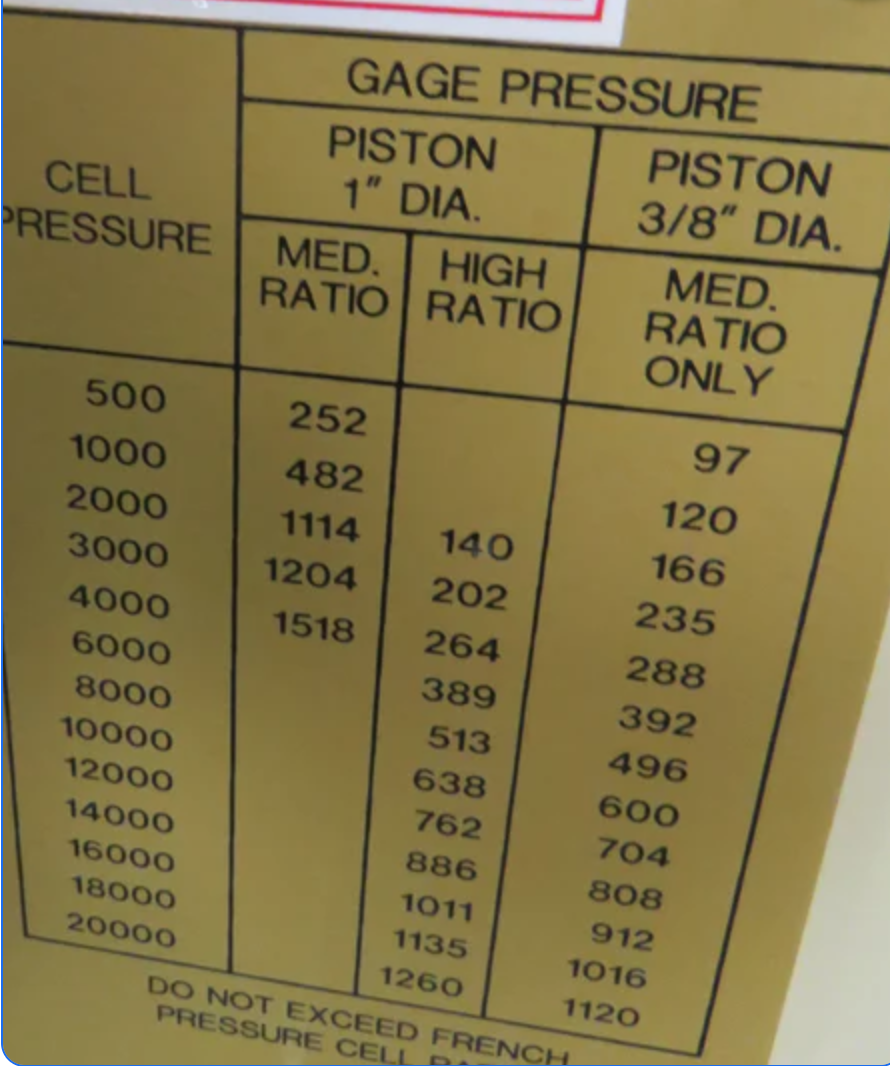 GAGE PRESSURE
CELL
PRESSURE
PISTON
1" DIA.
PISTON
3/8" DIA.
MED.
RATIO
HIGH
RATIO
MED.
RATIO
ONLY
500 252 97
1000 482 120
2000 1114 140 166
3000 1204 202 235
4000 1518 264 288
6000 389 392
8000 513 496
10000 638 600
12000 762 704
14000 886 808
16000 1011 912
18000 1135 1016
20000 1260 1120
DO NOT EXCEED FRENCH
PRESSURE CELL